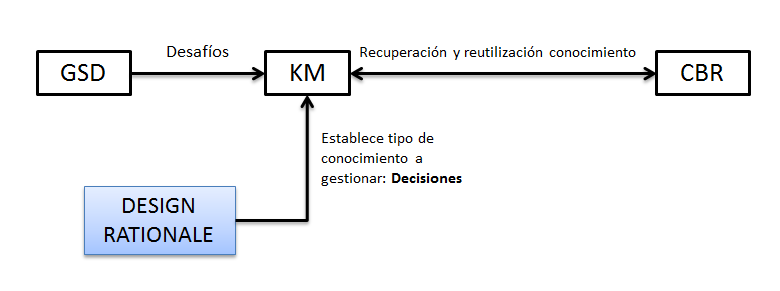 Desafíos
Recuperación y reutilización conocimiento
GSD
KM
CBR
Establece tipo de
conocimiento a
gestionar: Decisiones
DESIGN
RATIONALE